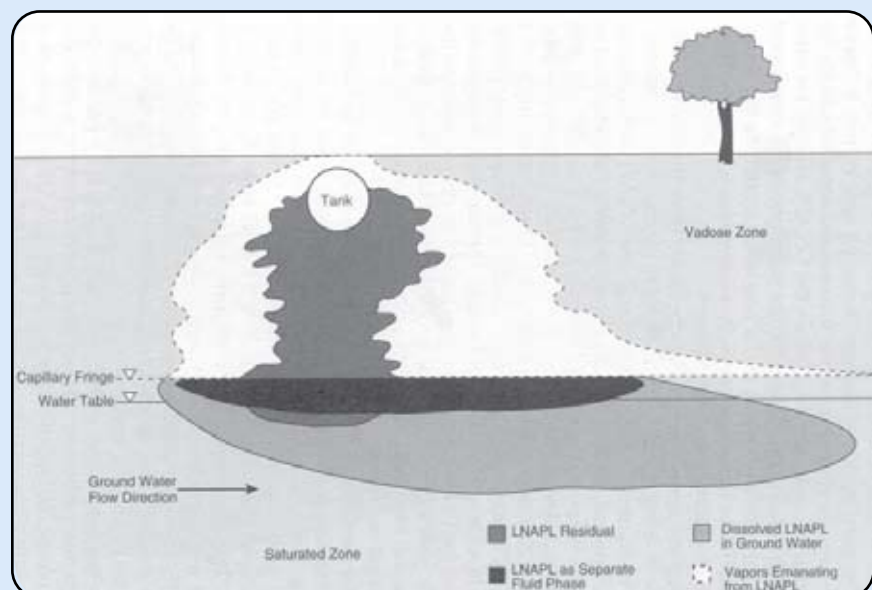 Tank
Vadose Zone
Capillary Fringe
Water Table
Ground Water
Flow Direction
Saturated Zone
LNAPL Residual
LNAPL as Separate
Fluid Phase
Dissolved LNAPL
in Ground Water
Vapors Emanating
from LNAPL